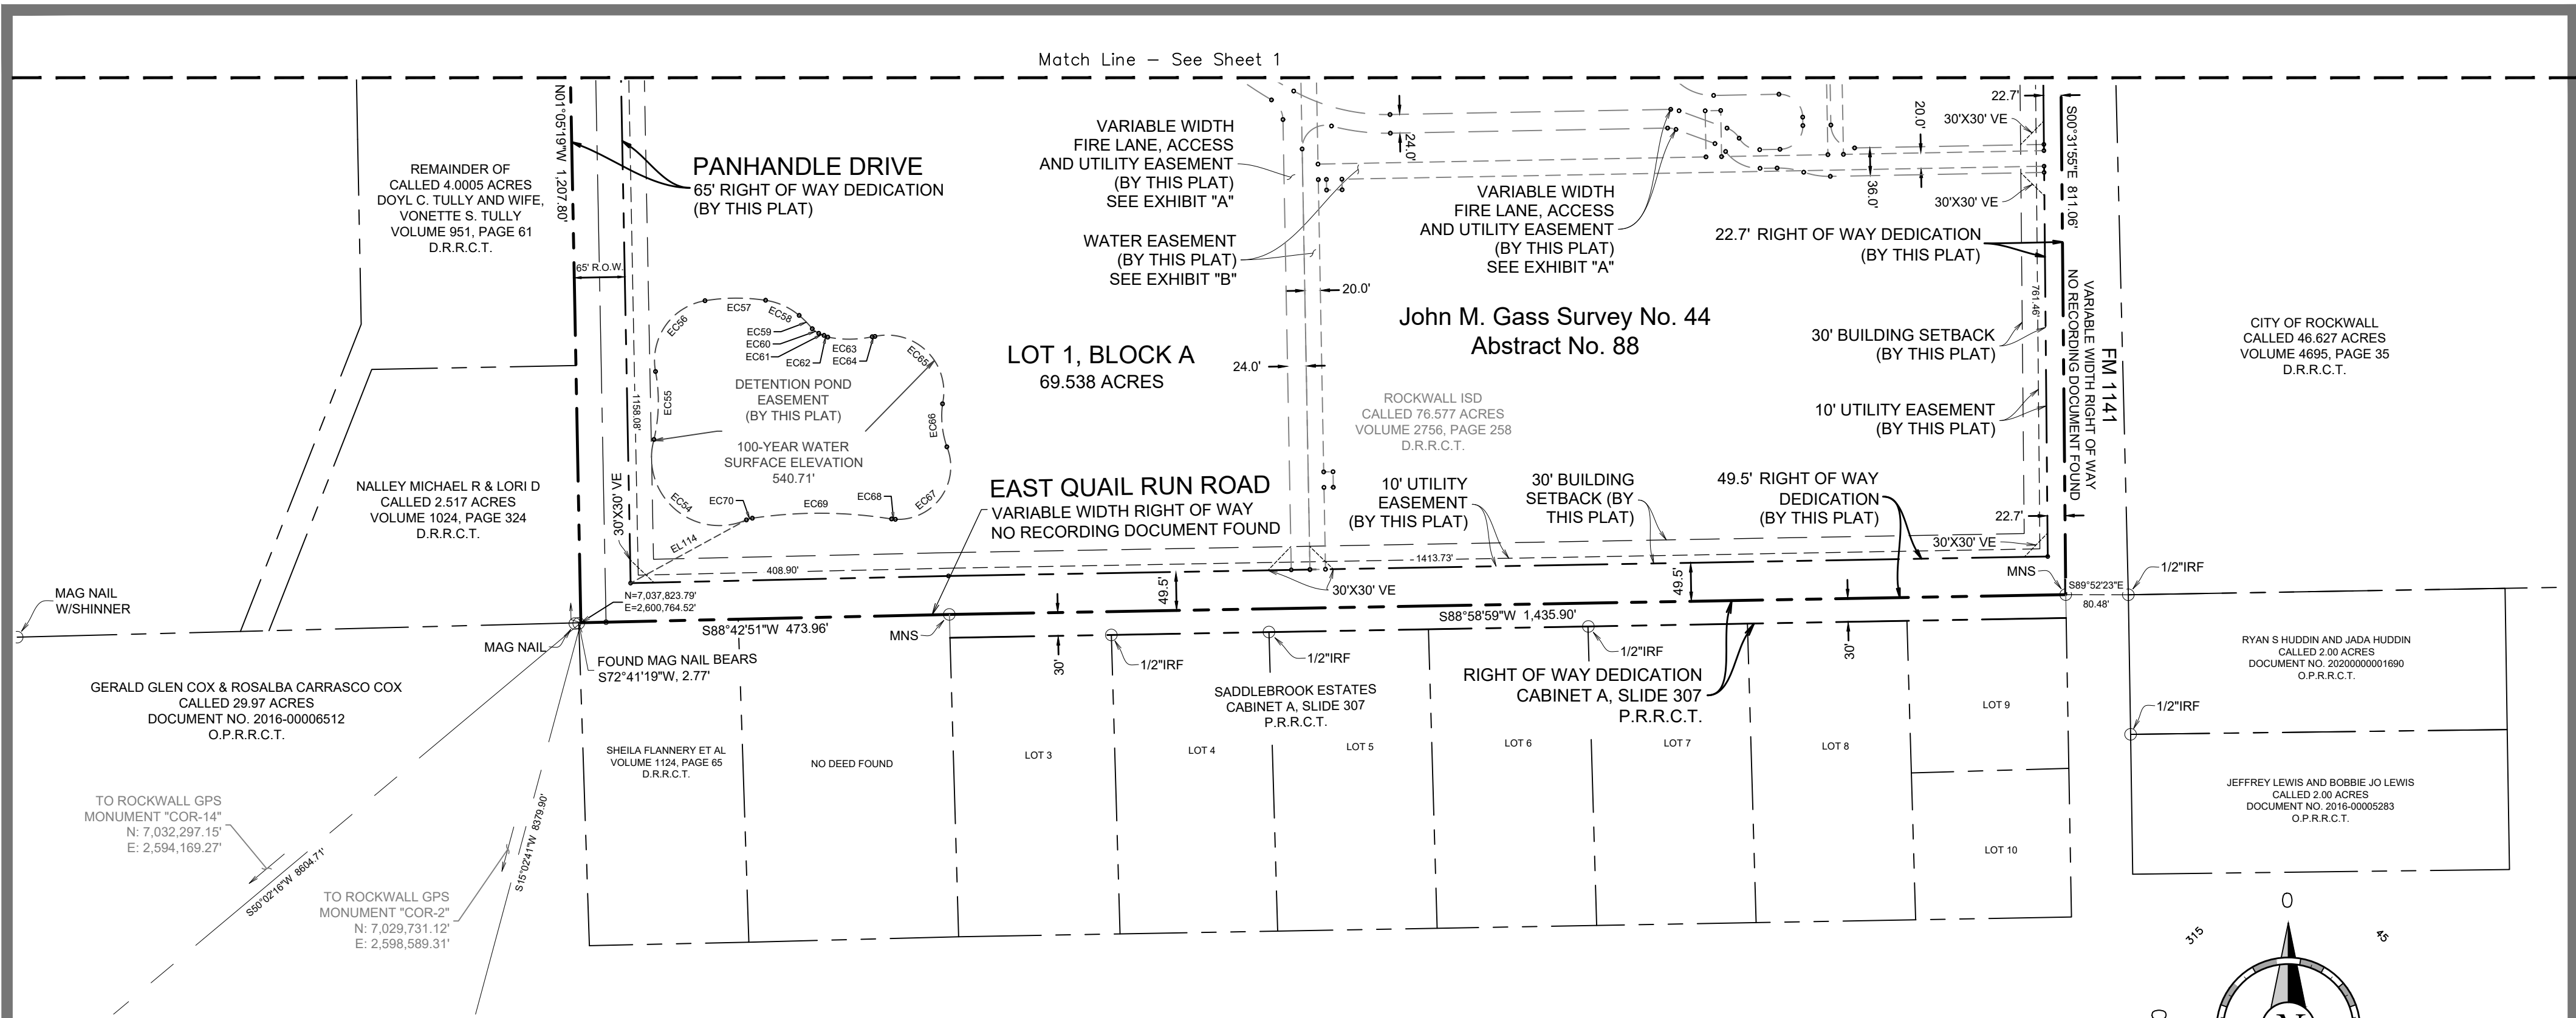 Match Line - See Sheet 1
N01°05'19"W 1,207.80'
REMAINDER OF
CALLED 4.0005 ACRES
DOYL C. TULLY AND WIFE,
VONETTE S. TULLY
VOLUME 951, PAGE 61
D.R.R.C.T.
PANHANDLE DRIVE
65' RIGHT OF WAY DEDICATION
(BY THIS PLAT)
65' R.O.W.
VARIABLE WIDTH
FIRE LANE, ACCESS
AND UTILITY EASEMENT
(BY THIS PLAT)
SEE EXHIBIT "A"
WATER EASEMENT
(BY THIS PLAT)
SEE EXHIBIT "B"
24.0'
VARIABLE WIDTH
FIRE LANE, ACCESS
AND UTILITY EASEMENT
(BY THIS PLAT)
SEE EXHIBIT "A"
20.0'
36.0'
22.7'
30'X30' VE
30'X30' VE
S00°31'55"E 811.06'
22.7' RIGHT OF WAY DEDICATION
(BY THIS PLAT)
20.0'
24.0'
John M. Gass Survey No. 44
Abstract No. 88
LOT 1, BLOCK A
69.538 ACRES
ROCKWALL ISD
CALLED 76.577 ACRES
VOLUME 2756, PAGE 258
D.R.R.C.T.
761.46'
30' BUILDING SETBACK
(BY THIS PLAT)
10' UTILITY EASEMENT
(BY THIS PLAT)
FM 1141
VARIABLE WIDTH RIGHT OF WAY
NO RECORDING DOCUMENT FOUND
CITY OF ROCKWALL
CALLED 46.627 ACRES
VOLUME 4695, PAGE 35
D.R.R.C.T.
EC57
EC56
EC58
EC59
EC60
EC61
EC62
EC63
EC64
EC65
EC55
EC66
EC54
EC70
EC69
EC68
EC67
EL114
1158.08'
DETENTION POND
EASEMENT
(BY THIS PLAT)
100-YEAR WATER
SURFACE ELEVATION
540.71'
NALLEY MICHAEL R & LORI D
CALLED 2.517 ACRES
VOLUME 1024, PAGE 324
D.R.R.C.T.
30'X30' VE
EAST QUAIL RUN ROAD
VARIABLE WIDTH RIGHT OF WAY
NO RECORDING DOCUMENT FOUND
10' UTILITY
EASEMENT
(BY THIS PLAT)
30' BUILDING
SETBACK (BY
THIS PLAT)
49.5' RIGHT OF WAY
DEDICATION
(BY THIS PLAT)
22.7'
30'X30' VE
408.90'
1413.73'
49.5'
49.5'
30'X30' VE
MNS
1/2"IRF
S89°52'23"E
80.48'
MAG NAIL
W/SHINNER
N=7,037,823.79'
E=2,600,764.52'
S88°42'51"W 473.96'
S88°58'59"W 1,435.90'
MNS
MAG NAIL
FOUND MAG NAIL BEARS
S72°41'19"W, 2.77'
30'
1/2"IRF
1/2"IRF
1/2"IRF
30'
RIGHT OF WAY DEDICATION
CABINET A, SLIDE 307
P.R.R.C.T.
GERALD GLEN COX & ROSALBA CARRASCO COX
CALLED 29.97 ACRES
DOCUMENT NO. 2016-00006512
O.P.R.R.C.T.
SADDLEBROOK ESTATES
CABINET A, SLIDE 307
P.R.R.C.T.
SHEILA FLANNERY ET AL
VOLUME 1124, PAGE 65
D.R.R.C.T.
NO DEED FOUND
LOT 3
LOT 4
LOT 5
LOT 6
LOT 7
LOT 8
LOT 9
LOT 10
RYAN S HUDDIN AND JADA HUDDIN
CALLED 2.00 ACRES
DOCUMENT NO. 20200000001690
O.P.R.R.C.T.
1/2"IRF
JEFFREY LEWIS AND BOBBIE JO LEWIS
CALLED 2.00 ACRES
DOCUMENT NO. 2016-00005283
O.P.R.R.C.T.
TO ROCKWALL GPS
MONUMENT "COR-14"
N: 7,032,297.15'
E: 2,594,169.27'
S50°02'16"W 8604.71'
TO ROCKWALL GPS
MONUMENT "COR-2"
N: 7,029,731.12'
E: 2,598,589.31'
S15°02'41"W 8379.90'
0
315
45
N